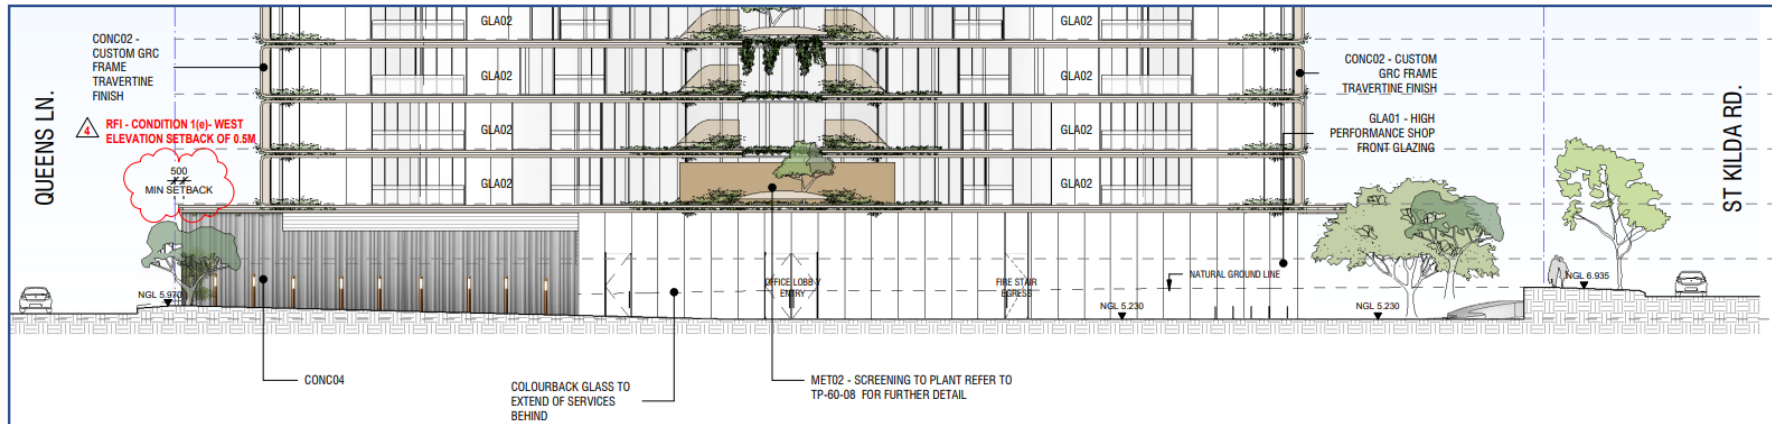 GLA02
GLA02
CONC02 -
CUSTOM GRC
FRAME
TRAVERTINE
FINISH
GLA02
GLA02
CONC02 - CUSTOM
GRC FRAME
TRAVERTINE FINISH
QUEENS LN.
4
RFI - CONDITION 1(e)- WEST
ELEVATION SETBACK OF 0.5M
GLA02
GLA02
GLA01 - HIGH
PERFORMANCE SHOP
FRONT GLAZING
ST KILDA RD.
500
MIN SETBACK
GLA02
GLA02
OFFICE LOBBY
ENTRY
FIRE STAIR
EGRESS
NATURAL GROUND LINE
NGL 6.935
NGL 5.970
NGL 5.230
NGL 5.230
CONC04
COLOURBACK GLASS TO
EXTEND OF SERVICES
BEHIND
MET02 - SCREENING TO PLANT REFER TO
TP-60-08 FOR FURTHER DETAIL